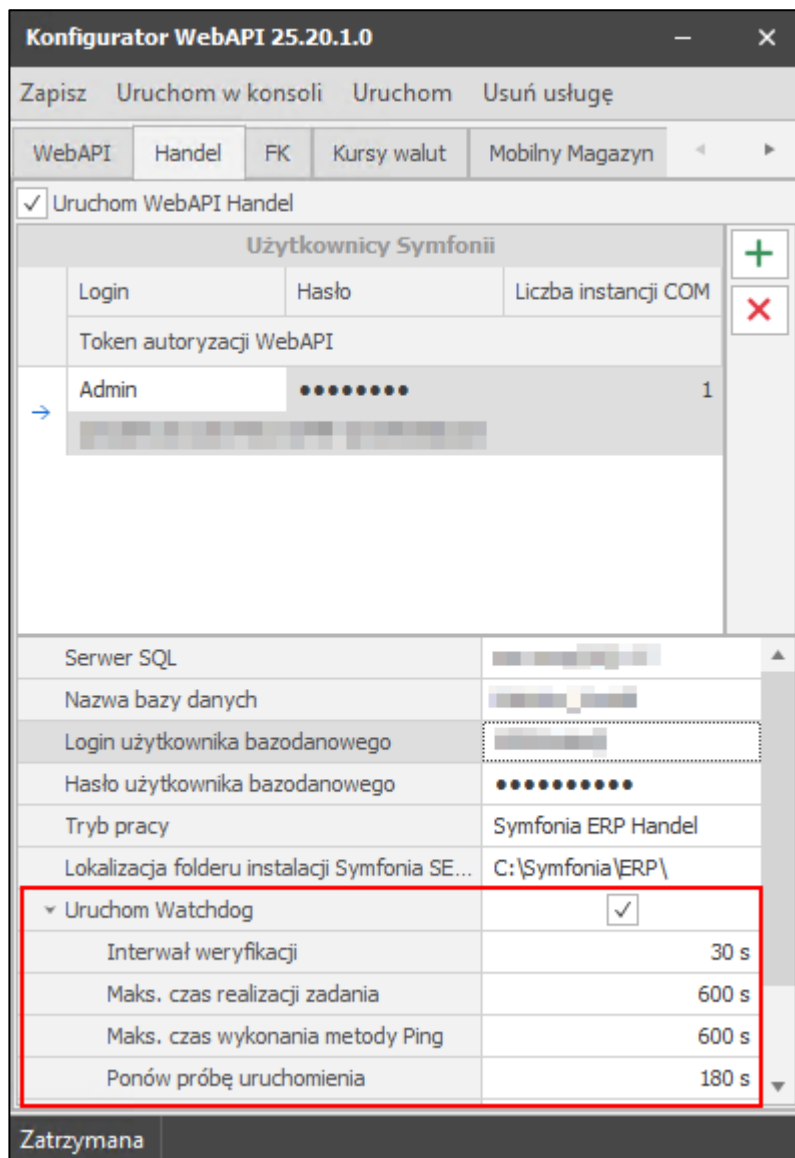 Konfigurator WebAPI 25.20.1.0
Zapisz Uruchom w konsoli Uruchom Usuń usługę
WebAPI Handel FK Kursy walut Mobilny Magazyn
Uruchom WebAPI Handel
Użytkownicy Symfonii
Login Hasło Liczba instancji COM
Token autoryzacji WebAPI
Admin ●●●●●●●● 1
Serwer SQL
Nazwa bazy danych
Login użytkownika bazodanowego
Hasło użytkownika bazodanowego ●●●●●●●●●●
Tryb pracy Symfonia ERP Handel
Lokalizacja folderu instalacji Symfonia SE... C:\Symfonia\ERP\
Uruchom Watchdog
Interwał weryfikacji 30 s
Maks. czas realizacji zadania 600 s
Maks. czas wykonania metody Ping 600 s
Ponów próbę uruchomienia 180 s
Zatrzymana